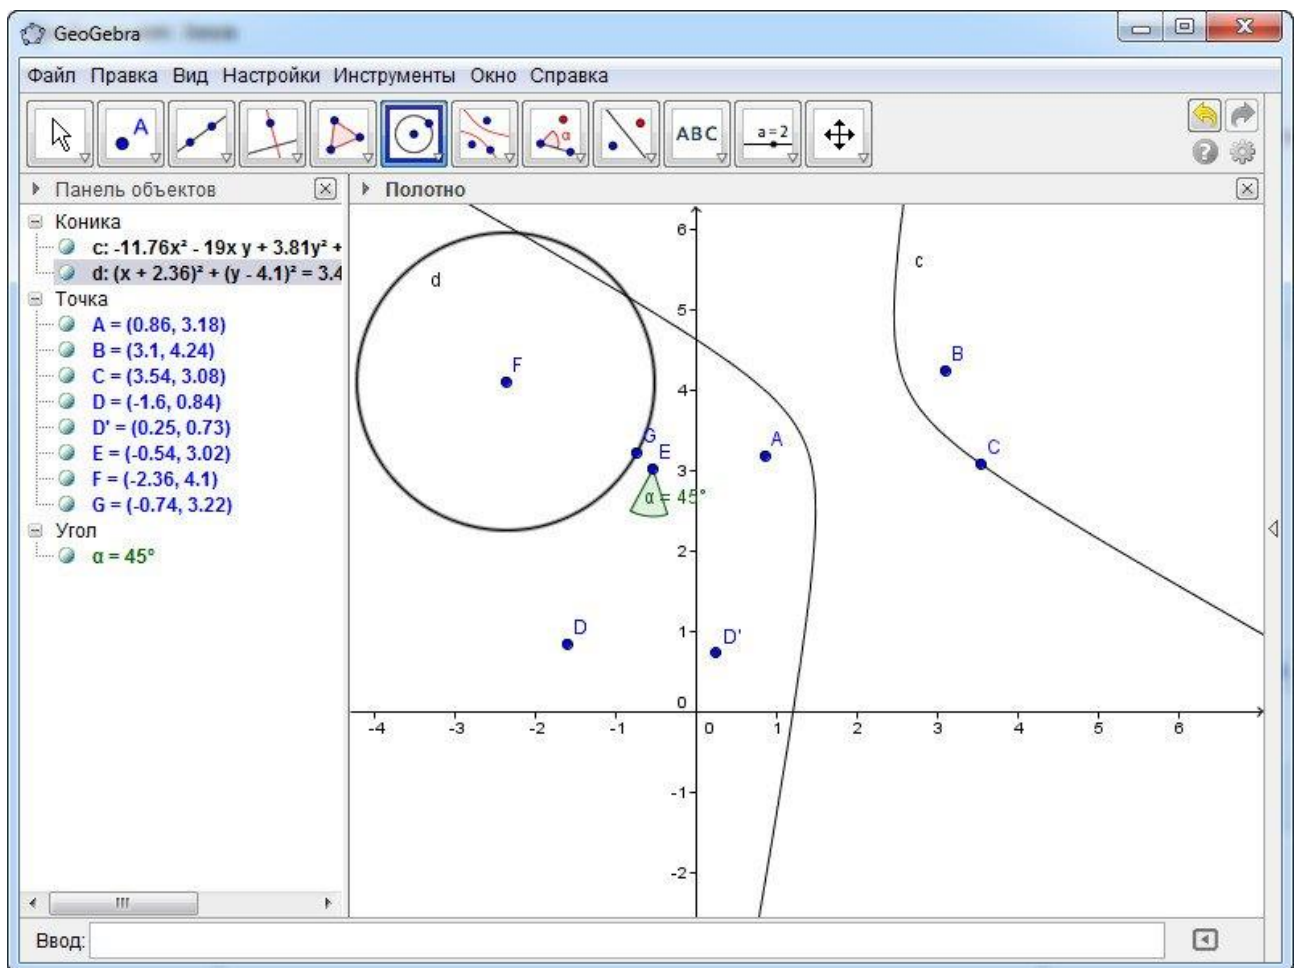 GeoGebra
Файл Правка Вид Настройки Инструменты Окно Справка
A
α
ABC
a=2
Панель объектов
Полотно
Коника
c: -11.76x² - 19x y + 3.81y² +
d: (x + 2.36)² + (y - 4.1)² = 3.4
Точка
A = (0.86, 3.18)
B = (3.1, 4.24)
C = (3.54, 3.08)
D = (-1.6, 0.84)
D' = (0.25, 0.73)
E = (-0.54, 3.02)
F = (-2.36, 4.1)
G = (-0.74, 3.22)
Угол
α = 45°
6
c
d
5
B
F
4
G
A
C
E
3
α = 45°
2
D
1
D'
0
-4 -3 -2 -1 0 1 2 3 4 5 6
-1
-2
Ввод: